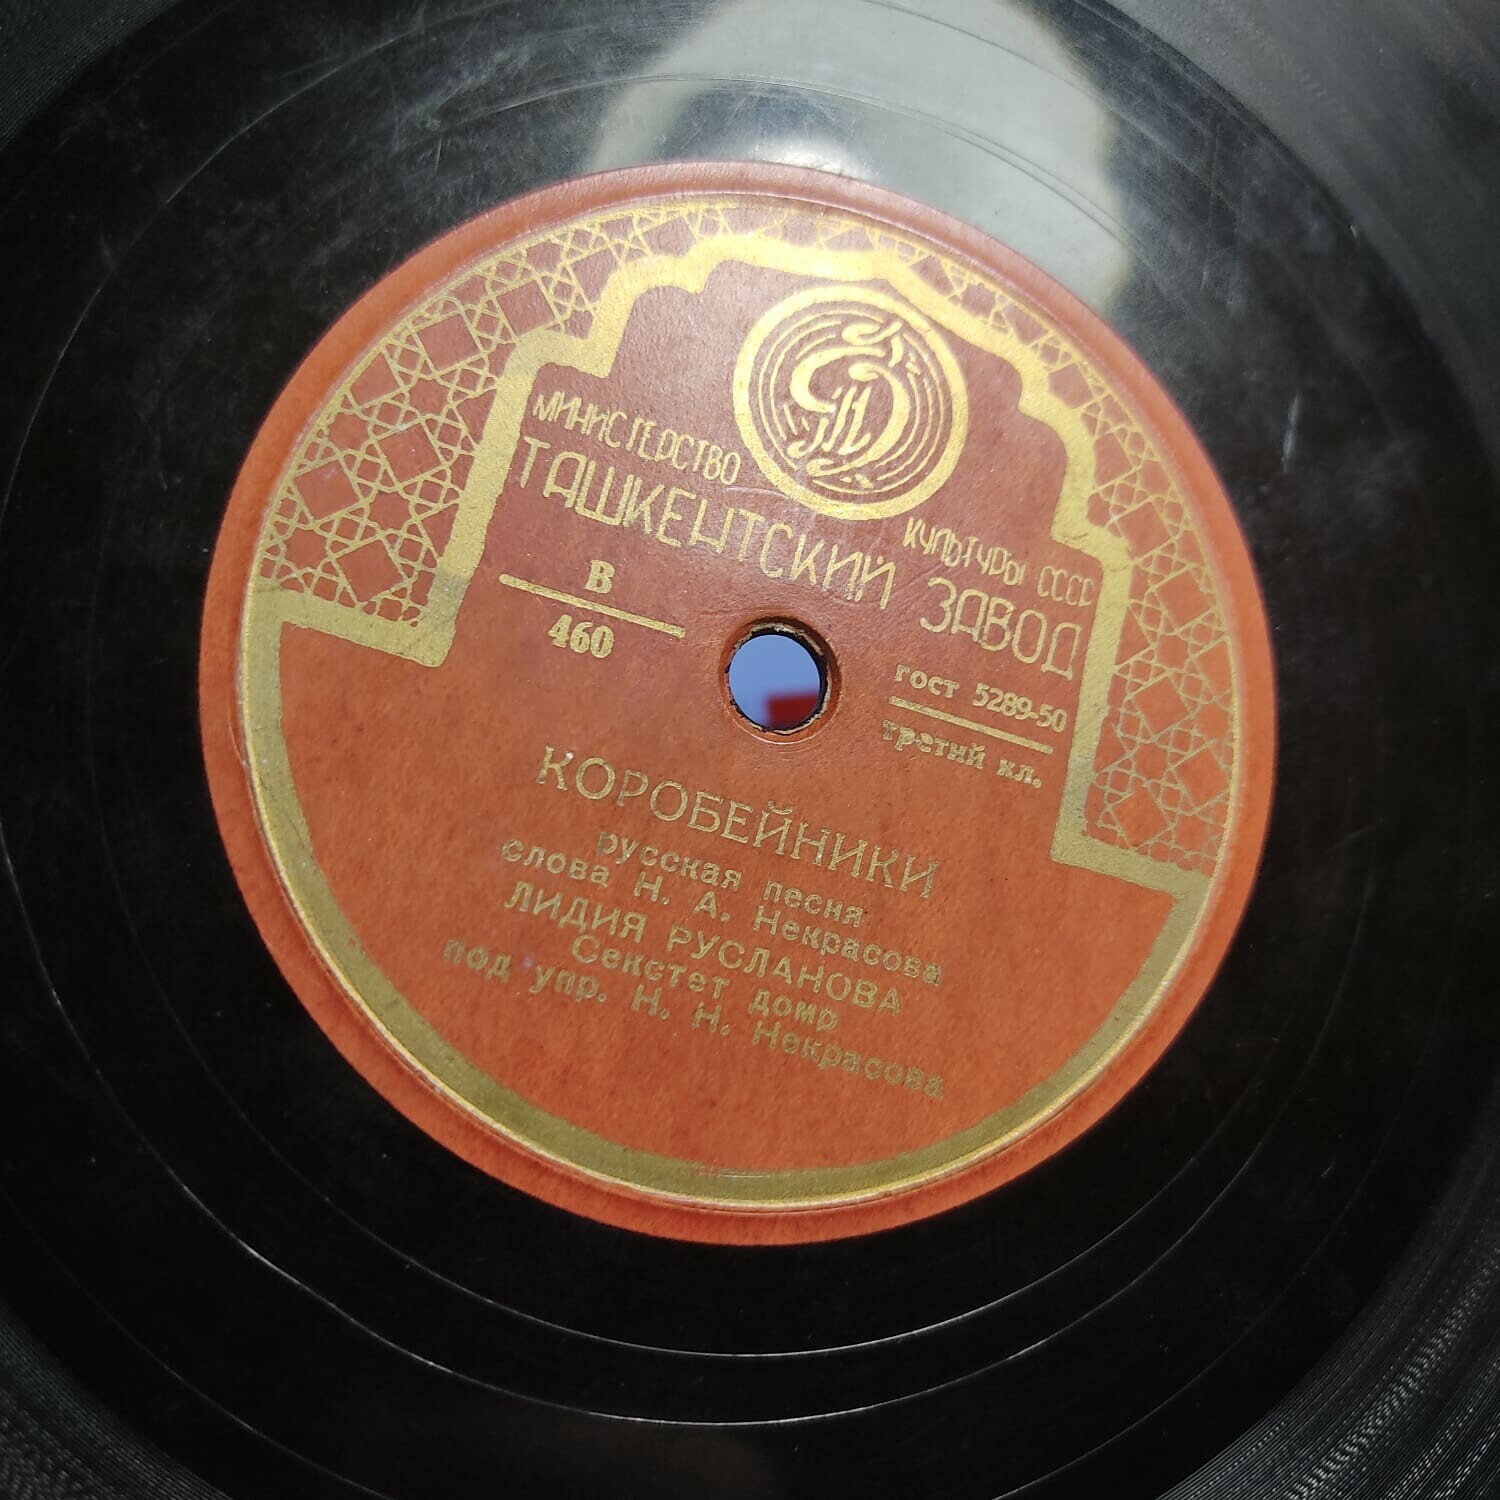 МИНИСТЕРСТВО КУЛЬТУРЫ СССР
ТАШКЕНТСКИЙ ЗАВОД
В
460
гост 5289-50
третий кл.
КОРОБЕЙНИКИ
русская песня
слова Н. А. Некрасова
ЛИДИЯ РУСЛАНОВА
Секстет домр
под упр. Н. Н. Некрасова